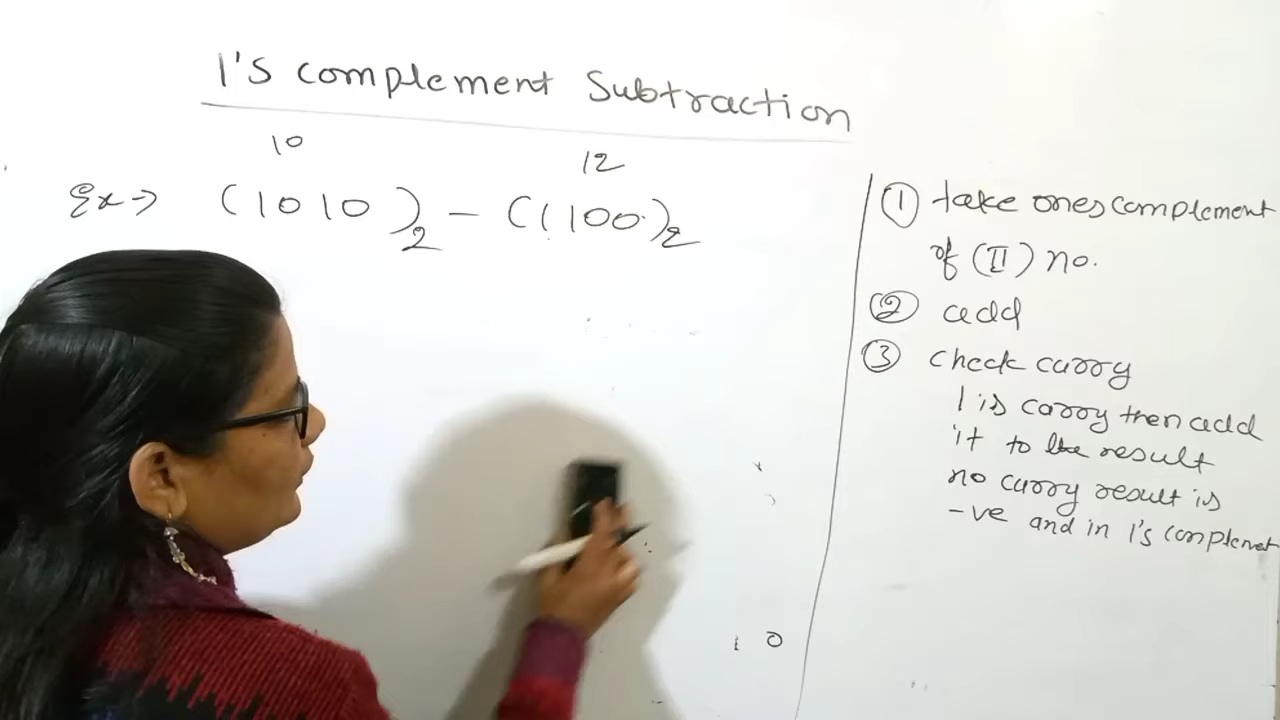 1's complement Subtraction
10 12
Ex → (1010)2 - (1100)2
① take ones complement
of (II) no.
② add
③ check carry
1 is carry then add
it to the result
no carry result is
-ve and in 1's complement
1 0